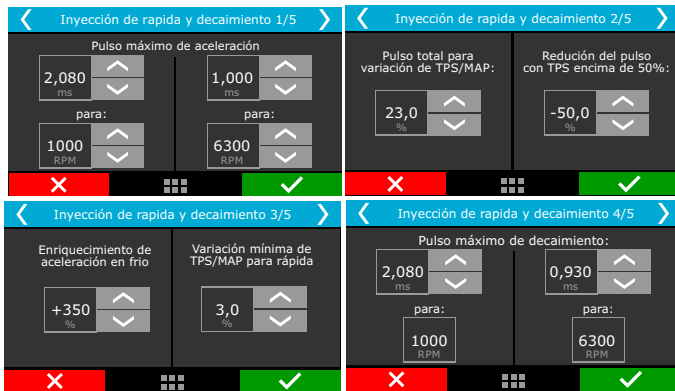 Inyección de rapida y decaimiento 1/5
Pulso máximo de aceleración
2,080
ms
1,000
ms
para:
para:
1000
RPM
6300
RPM
Inyección de rapida y decaimiento 2/5
Pulso total para
variación de TPS/MAP:
Redución del pulso
con TPS encima de 50%:
23,0
%
-50,0
%
Inyección de rapida y decaimiento 3/5
Enriquecimiento de
aceleración en frio
Variación mínima de
TPS/MAP para rápida
+350
%
3,0
%
Inyección de rapida y decaimiento 4/5
Pulso máximo de decaimiento:
2,080
ms
0,930
ms
para:
para:
1000
RPM
6300
RPM